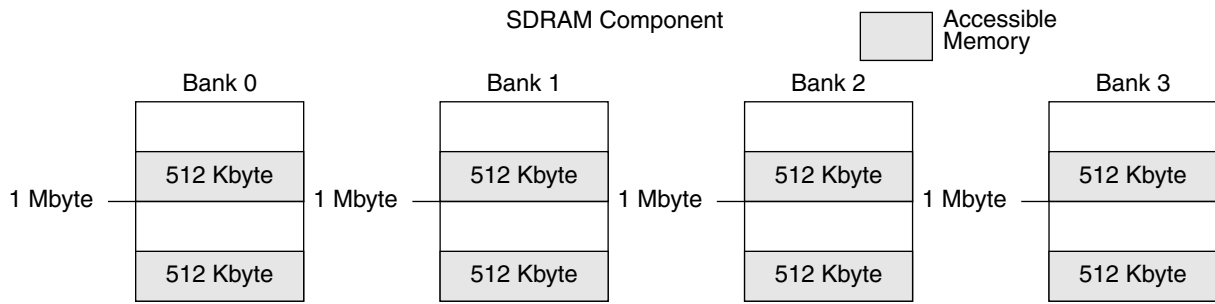 SDRAM Component
Accessible
Memory
Bank 0
Bank 1
Bank 2
Bank 3
512 Kbyte
512 Kbyte
512 Kbyte
512 Kbyte
1 Mbyte
1 Mbyte
1 Mbyte
1 Mbyte
512 Kbyte
512 Kbyte
512 Kbyte
512 Kbyte